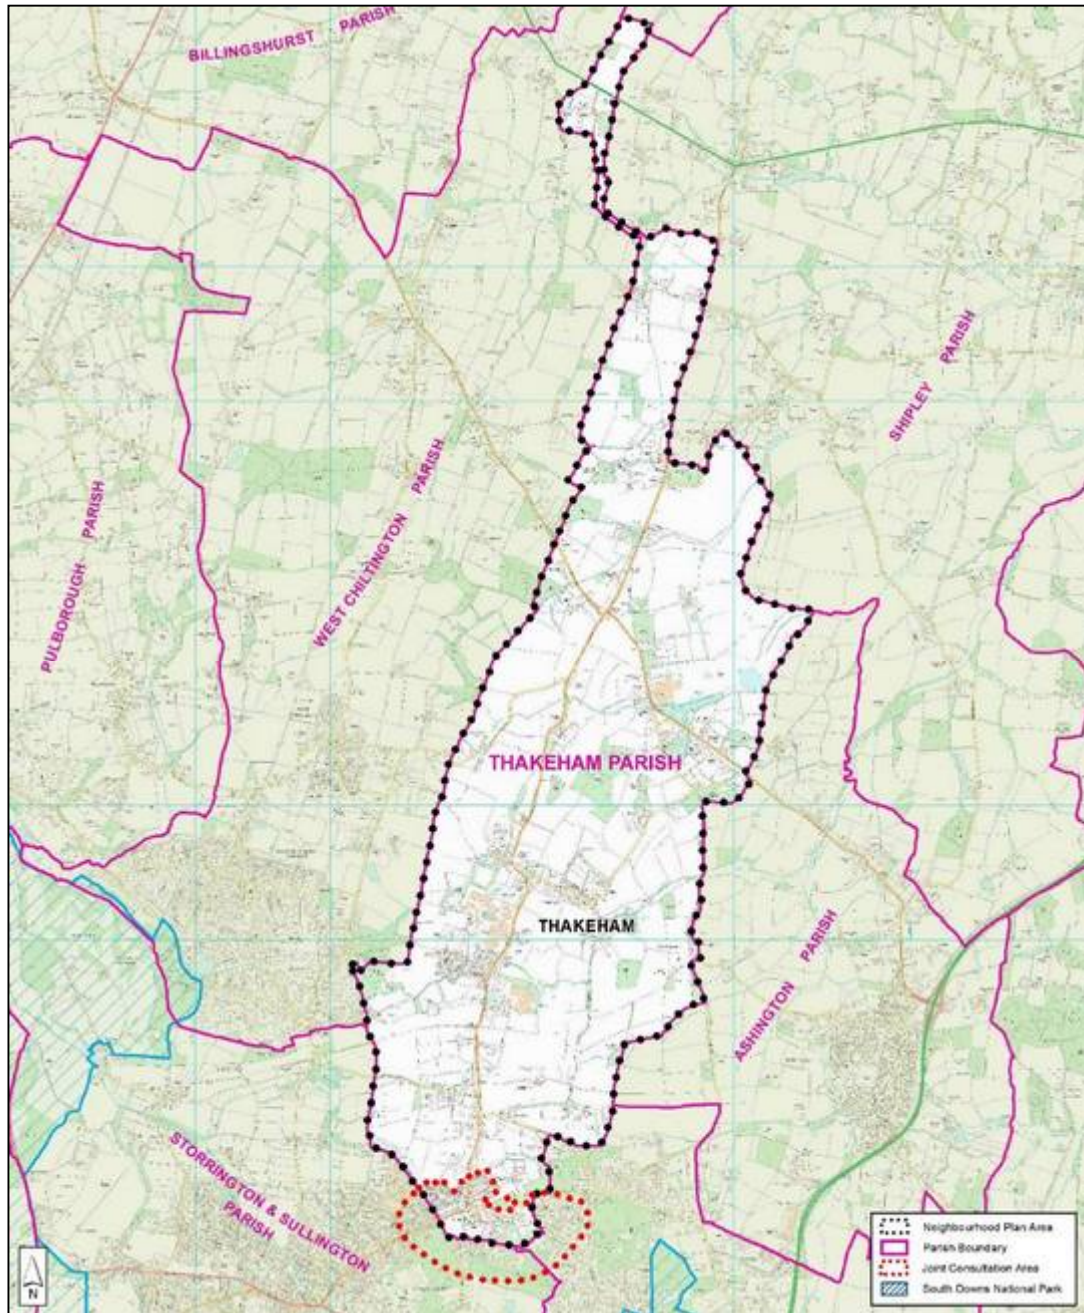 BILLINGSHURST PARISH
SHIPLEY PARISH
WEST CHILTINGTON PARISH
PULBOROUGH PARISH
THAKEHAM PARISH
THAKEHAM
ASHINGTON PARISH
STORRINGTON & SULLINGTON
PARISH
Neighbourhood Plan Area
Parish Boundary
Joint Consultation Area
South Downs National Park
N